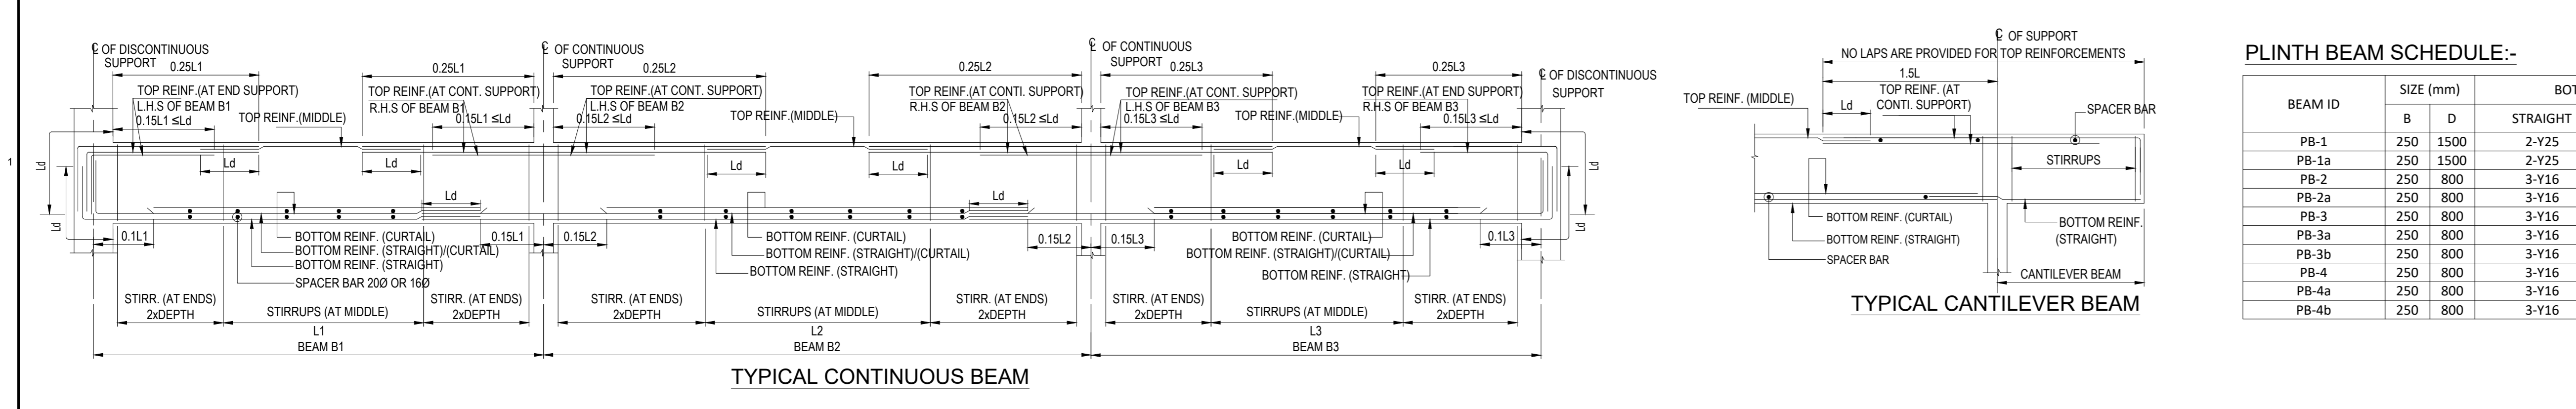 1
℄ OF DISCONTINUOUS
SUPPORT
0.25L1
0.25L1
TOP REINF.(AT END SUPPORT)
L.H.S OF BEAM B1
0.15L1 ≤Ld
TOP REINF.(MIDDLE)
TOP REINF.(AT CONT. SUPPORT)
R.H.S OF BEAM B1
0.15L1 ≤Ld
℄ OF CONTINUOUS
SUPPORT
0.25L2
0.25L2
TOP REINF.(AT CONT. SUPPORT)
L.H.S OF BEAM B2
0.15L2 ≤Ld
TOP REINF.(MIDDLE)
TOP REINF.(AT CONT. SUPPORT)
R.H.S OF BEAM B2
0.15L2 ≤Ld
℄ OF CONTINUOUS
SUPPORT
0.25L3
0.25L3
TOP REINF.(AT CONT. SUPPORT)
L.H.S OF BEAM B3
0.15L3 ≤Ld
TOP REINF.(MIDDLE)
TOP REINF.(AT END SUPPORT)
R.H.S OF BEAM B3
0.15L3 ≤Ld
℄ OF DISCONTINUOUS
SUPPORT
Ld
Ld
Ld
Ld
Ld
Ld
Ld
Ld
Ld
Ld
Ld
Ld
0.1L1
0.15L1
0.15L2
0.15L2
0.15L3
0.1L3
BOTTOM REINF. (CURTAIL)
BOTTOM REINF. (STRAIGHT)/(CURTAIL)
BOTTOM REINF. (STRAIGHT)
SPACER BAR 20Ø OR 16Ø
BOTTOM REINF. (CURTAIL)
BOTTOM REINF. (STRAIGHT)/(CURTAIL)
BOTTOM REINF. (STRAIGHT)
BOTTOM REINF. (CURTAIL)
BOTTOM REINF. (STRAIGHT)/(CURTAIL)
BOTTOM REINF. (STRAIGHT)
STIRR. (AT ENDS)
2xDEPTH
STIRRUPS (AT MIDDLE)
STIRR. (AT ENDS)
2xDEPTH
STIRR. (AT ENDS)
2xDEPTH
STIRRUPS (AT MIDDLE)
STIRR. (AT ENDS)
2xDEPTH
STIRR. (AT ENDS)
2xDEPTH
STIRRUPS (AT MIDDLE)
STIRR. (AT ENDS)
2xDEPTH
L1
L2
L3
BEAM B1
BEAM B2
BEAM B3
TYPICAL CONTINUOUS BEAM
℄ OF SUPPORT
NO LAPS ARE PROVIDED FOR TOP REINFORCEMENTS
1.5L
TOP REINF. (MIDDLE)
Ld
TOP REINF. (AT
CONTI. SUPPORT)
SPACER BAR
STIRRUPS
BOTTOM REINF. (CURTAIL)
BOTTOM REINF. (STRAIGHT)
SPACER BAR
BOTTOM REINF.
(STRAIGHT)
CANTILEVER BEAM
TYPICAL CANTILEVER BEAM
PLINTH BEAM SCHEDULE:-
BEAM ID SIZE (mm) BOT
B D STRAIGHT
PB-1 250 1500 2-Y25
PB-1a 250 1500 2-Y25
PB-2 250 800 3-Y16
PB-2a 250 800 3-Y16
PB-3 250 800 3-Y16
PB-3a 250 800 3-Y16
PB-3b 250 800 3-Y16
PB-4 250 800 3-Y16
PB-4a 250 800 3-Y16
PB-4b 250 800 3-Y16